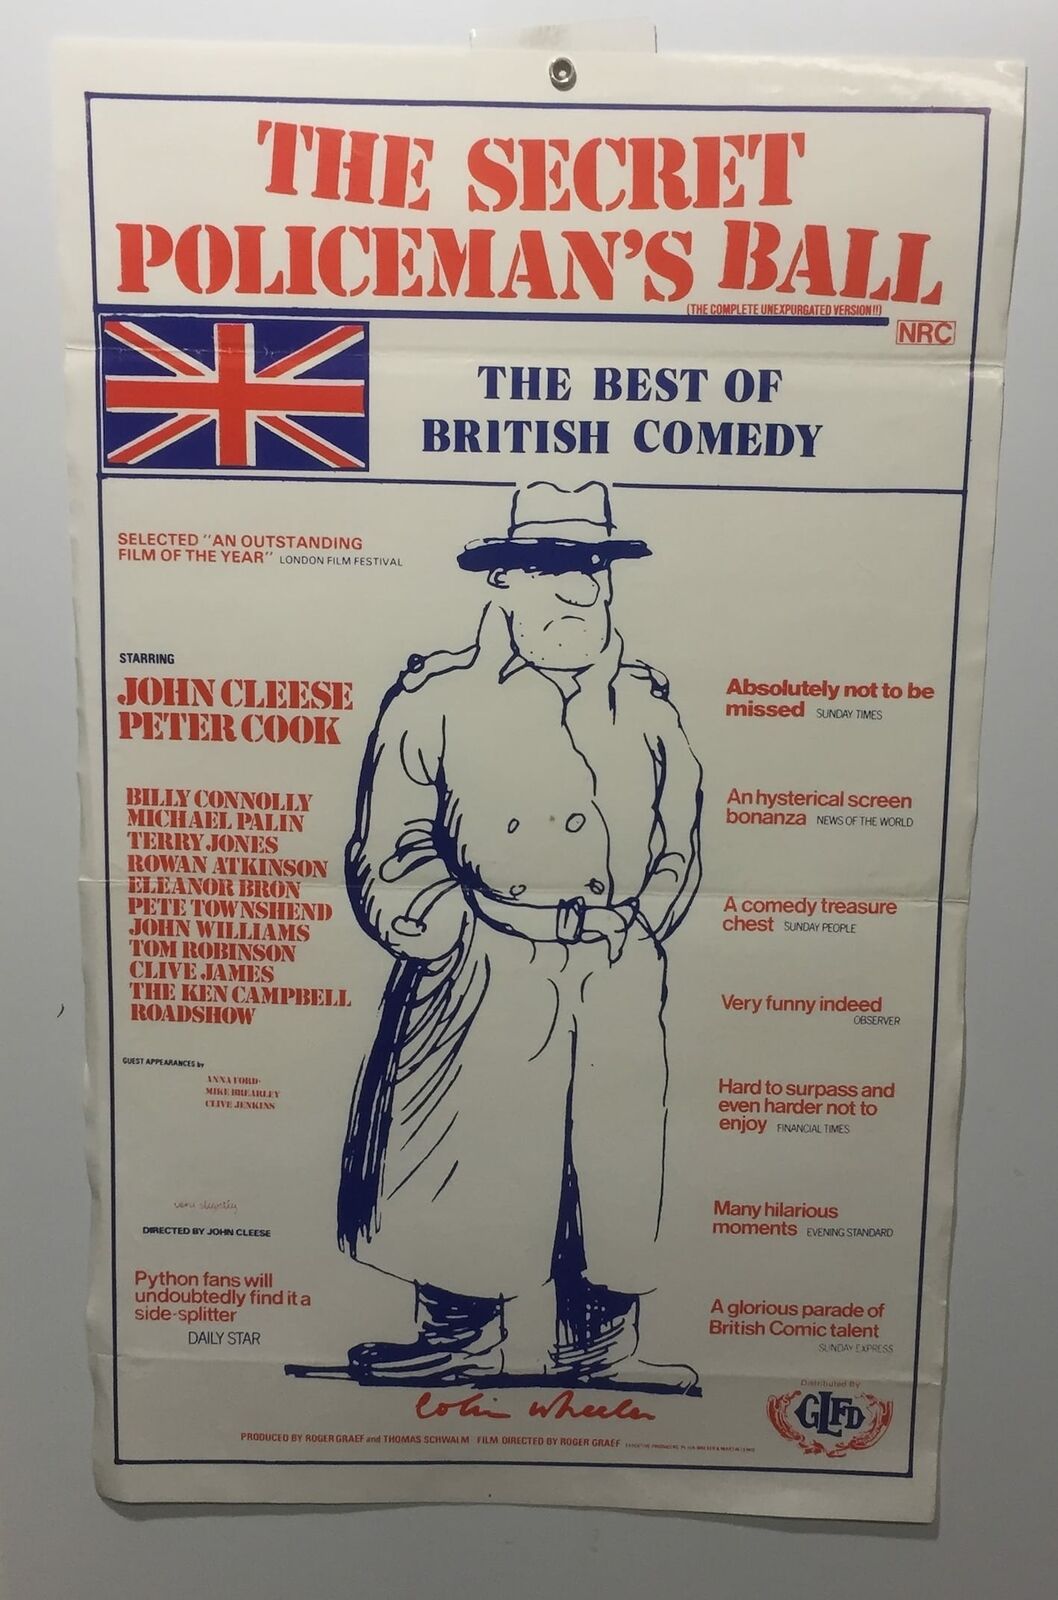 THE SECRET
POLICEMAN'S BALL
(THE COMPLETE UNEXPURGATED VERSION!!)
NRC
THE BEST OF
BRITISH COMEDY
SELECTED "AN OUTSTANDING
FILM OF THE YEAR" LONDON FILM FESTIVAL
STARRING
JOHN CLEESE
PETER COOK
BILLY CONNOLLY
MICHAEL PALIN
TERRY JONES
ROWAN ATKINSON
ELEANOR BRON
PETE TOWNSHEND
JOHN WILLIAMS
TOM ROBINSON
CLIVE JAMES
THE KEN CAMPBELL
ROADSHOW
GUEST APPEARANCES by
ANNA FORD
MIKE BREARLEY
CLIVE JENKINS
very slightly
DIRECTED BY JOHN CLEESE
Python fans will
undoubtedly find it a
side-splitter
DAILY STAR
Absolutely not to be
missed SUNDAY TIMES
An hysterical screen
bonanza NEWS OF THE WORLD
A comedy treasure
chest SUNDAY PEOPLE
Very funny indeed
OBSERVER
Hard to surpass and
even harder not to
enjoy FINANCIAL TIMES
Many hilarious
moments EVENING STANDARD
A glorious parade of
British Comic talent
SUNDAY EXPRESS
Colin Wheeler
Distributed By
GLFD
PRODUCED BY ROGER GRAEF and THOMAS SCHWALM FILM DIRECTED BY ROGER GRAEF EXECUTIVE PRODUCERS